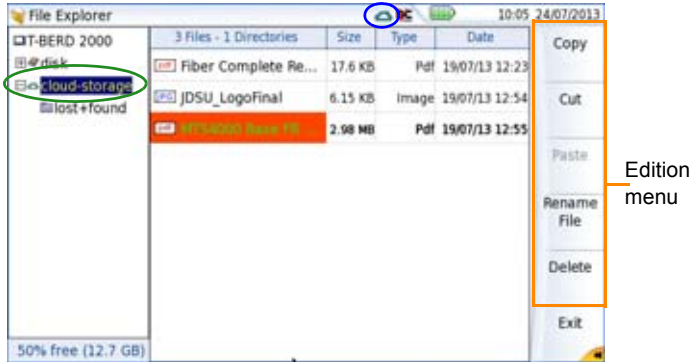 File Explorer 10:05 24/07/2013
T-BERD 2000
disk
cloud-storage
lost+found
50% free (12.7 GB)
3 Files - 1 Directories Size Type Date
Fiber Complete Re... 17.6 KB Pdf 19/07/13 12:23
JDSU_LogoFinal 6.15 KB Image 19/07/13 12:54
MTS4000 Base FR ... 2.98 MB Pdf 19/07/13 12:55
Copy
Cut
Paste
Rename
File
Delete
Exit
Edition
menu